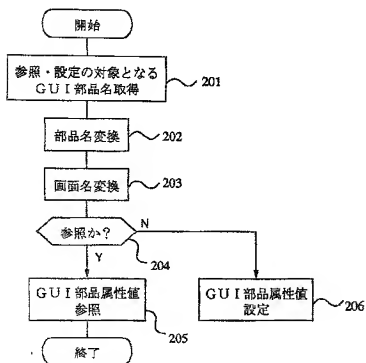 開始
参照・設定の対象となる
GUI部品名取得
201
部品名変換
202
画面名変換
203
参照か?
N
204
Y
GUI部品属性値
参照
205
GUI部品属性値
設定
206
終了